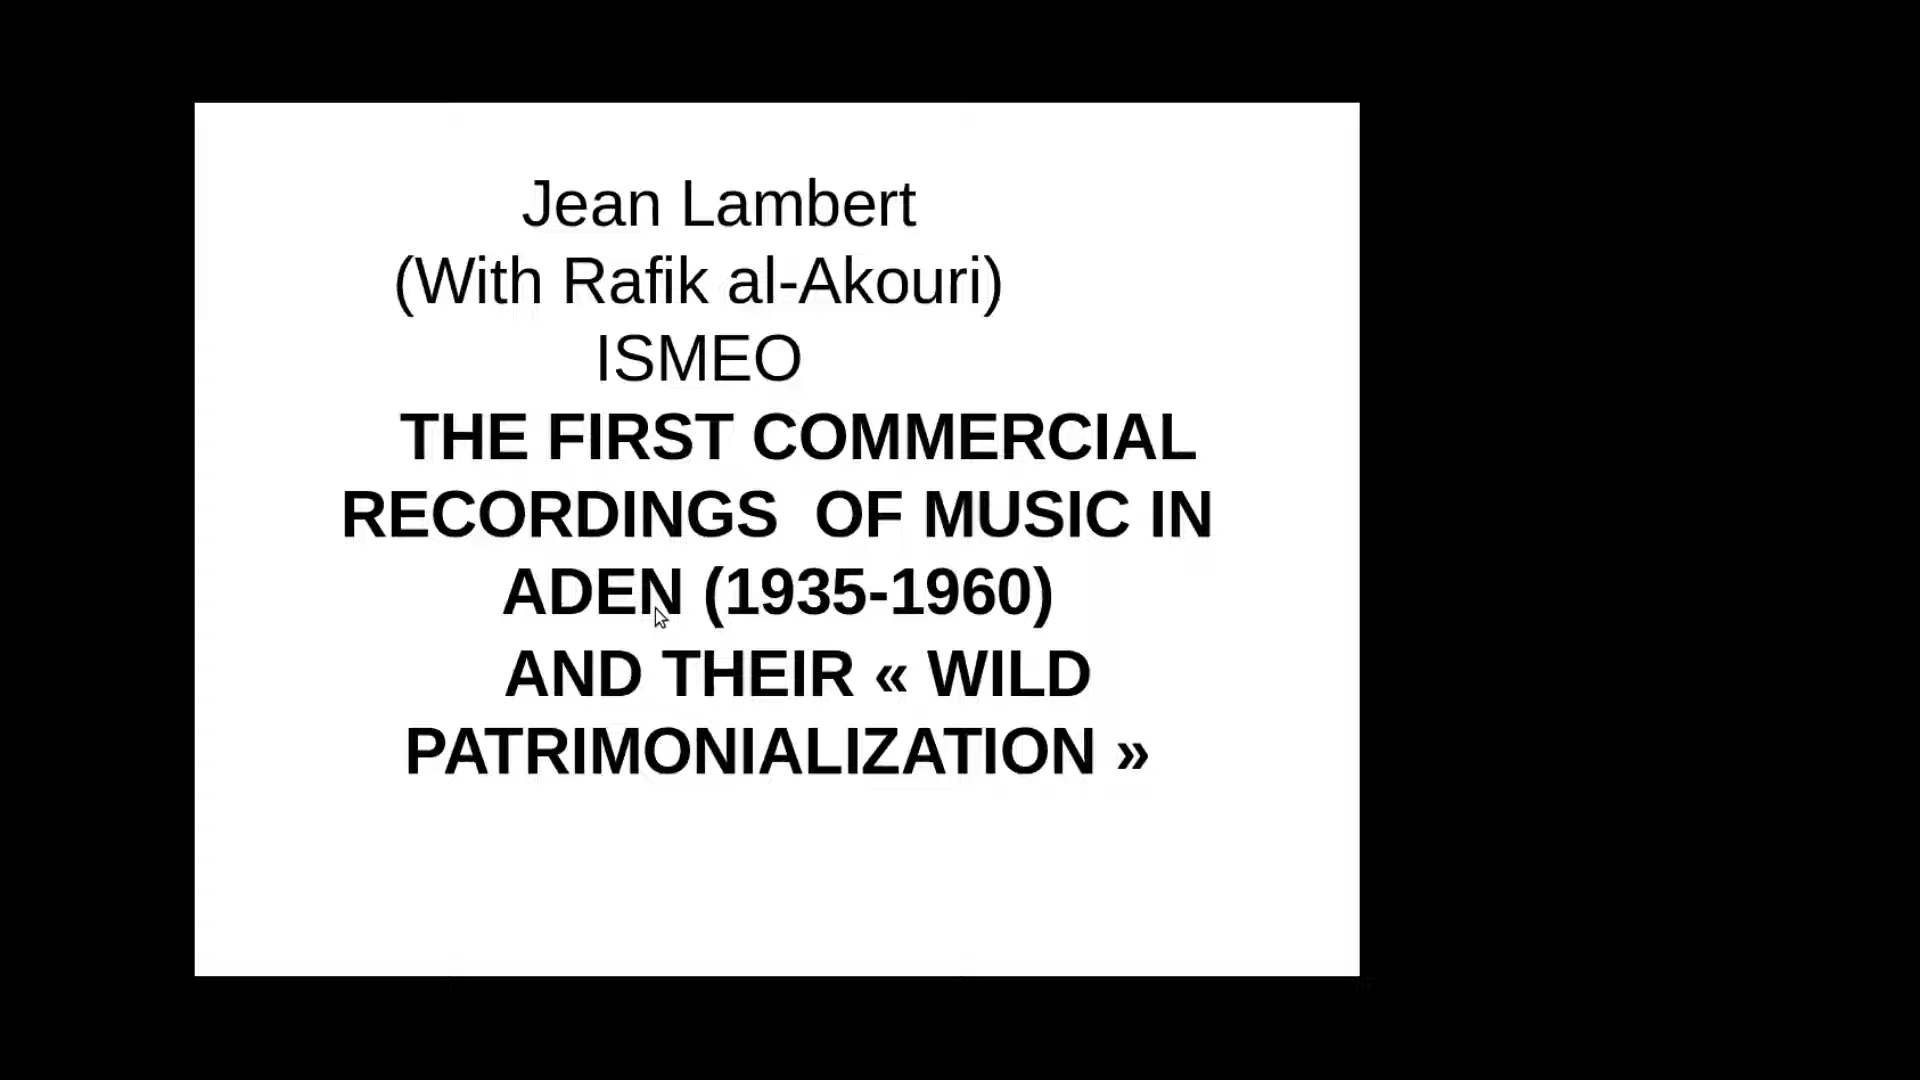 Jean Lambert
(With Rafik al-Akouri)
ISMEO
THE FIRST COMMERCIAL
RECORDINGS  OF MUSIC IN
ADEN (1935-1960)
AND THEIR « WILD
PATRIMONIALIZATION »